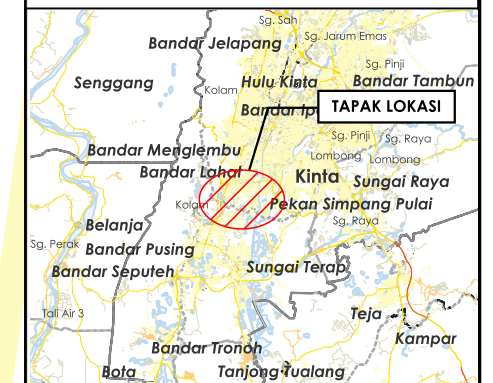 Sg. Sah
Bandar Jelapang
Sg. Jarum Emas
Sg. Pinji
Senggang
Kolam
Hulu Kinta
Bandar Tambun
Bandar Ip
TAPAK LOKASI
Sg. Pinji
Sg. Raya
Bandar Menglembu
Lombong
Lombong
Bandar Lahat
Kinta
Sungai Raya
Kolam
Pekan Simpang Pulai
Sg. Raya
Belanja
Sg. Perak
Bandar Pusing
Bandar Seputeh
Sungai Terap
Tali Air 3
Teja
Kampar
Bandar Tronoh
Bota
Tanjong Tualang